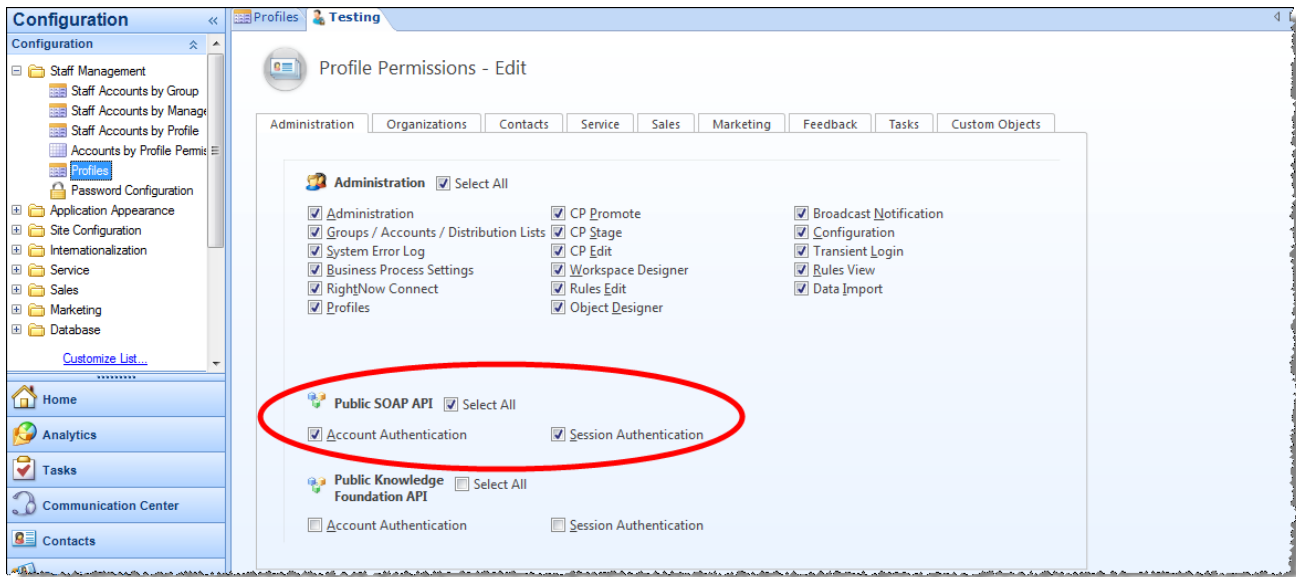 Configuration «
Profiles Testing
Configuration
Staff Management
Staff Accounts by Group
Staff Accounts by Manage
Staff Accounts by Profile
Accounts by Profile Permis
Profiles
Password Configuration
Application Appearance
Site Configuration
Internationalization
Service
Sales
Marketing
Database
Customize List...
Home
Analytics
Tasks
Communication Center
Contacts
Profile Permissions - Edit
Administration Organizations Contacts Service Sales Marketing Feedback Tasks Custom Objects
Administration Select All
Administration CP Promote Broadcast Notification
Groups / Accounts / Distribution Lists CP Stage Configuration
System Error Log CP Edit Transient Login
Business Process Settings Workspace Designer Rules View
RightNow Connect Rules Edit Data Import
Profiles Object Designer
Public SOAP API Select All
Account Authentication Session Authentication
Public Knowledge Select All
Foundation API
Account Authentication Session Authentication